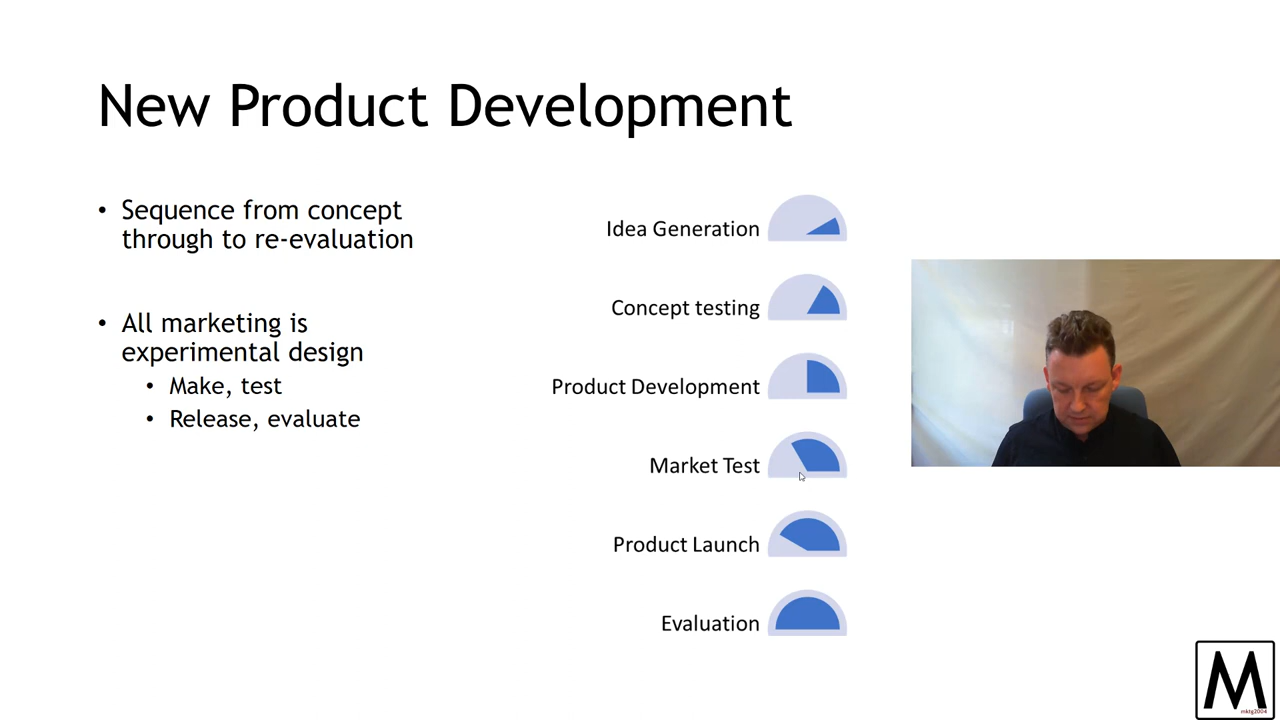 New Product Development
• Sequence from concept
through to re-evaluation
• All marketing is
experimental design
• Make, test
• Release, evaluate
Idea Generation
Concept testing
Product Development
Market Test
Product Launch
Evaluation
M
mktg2004